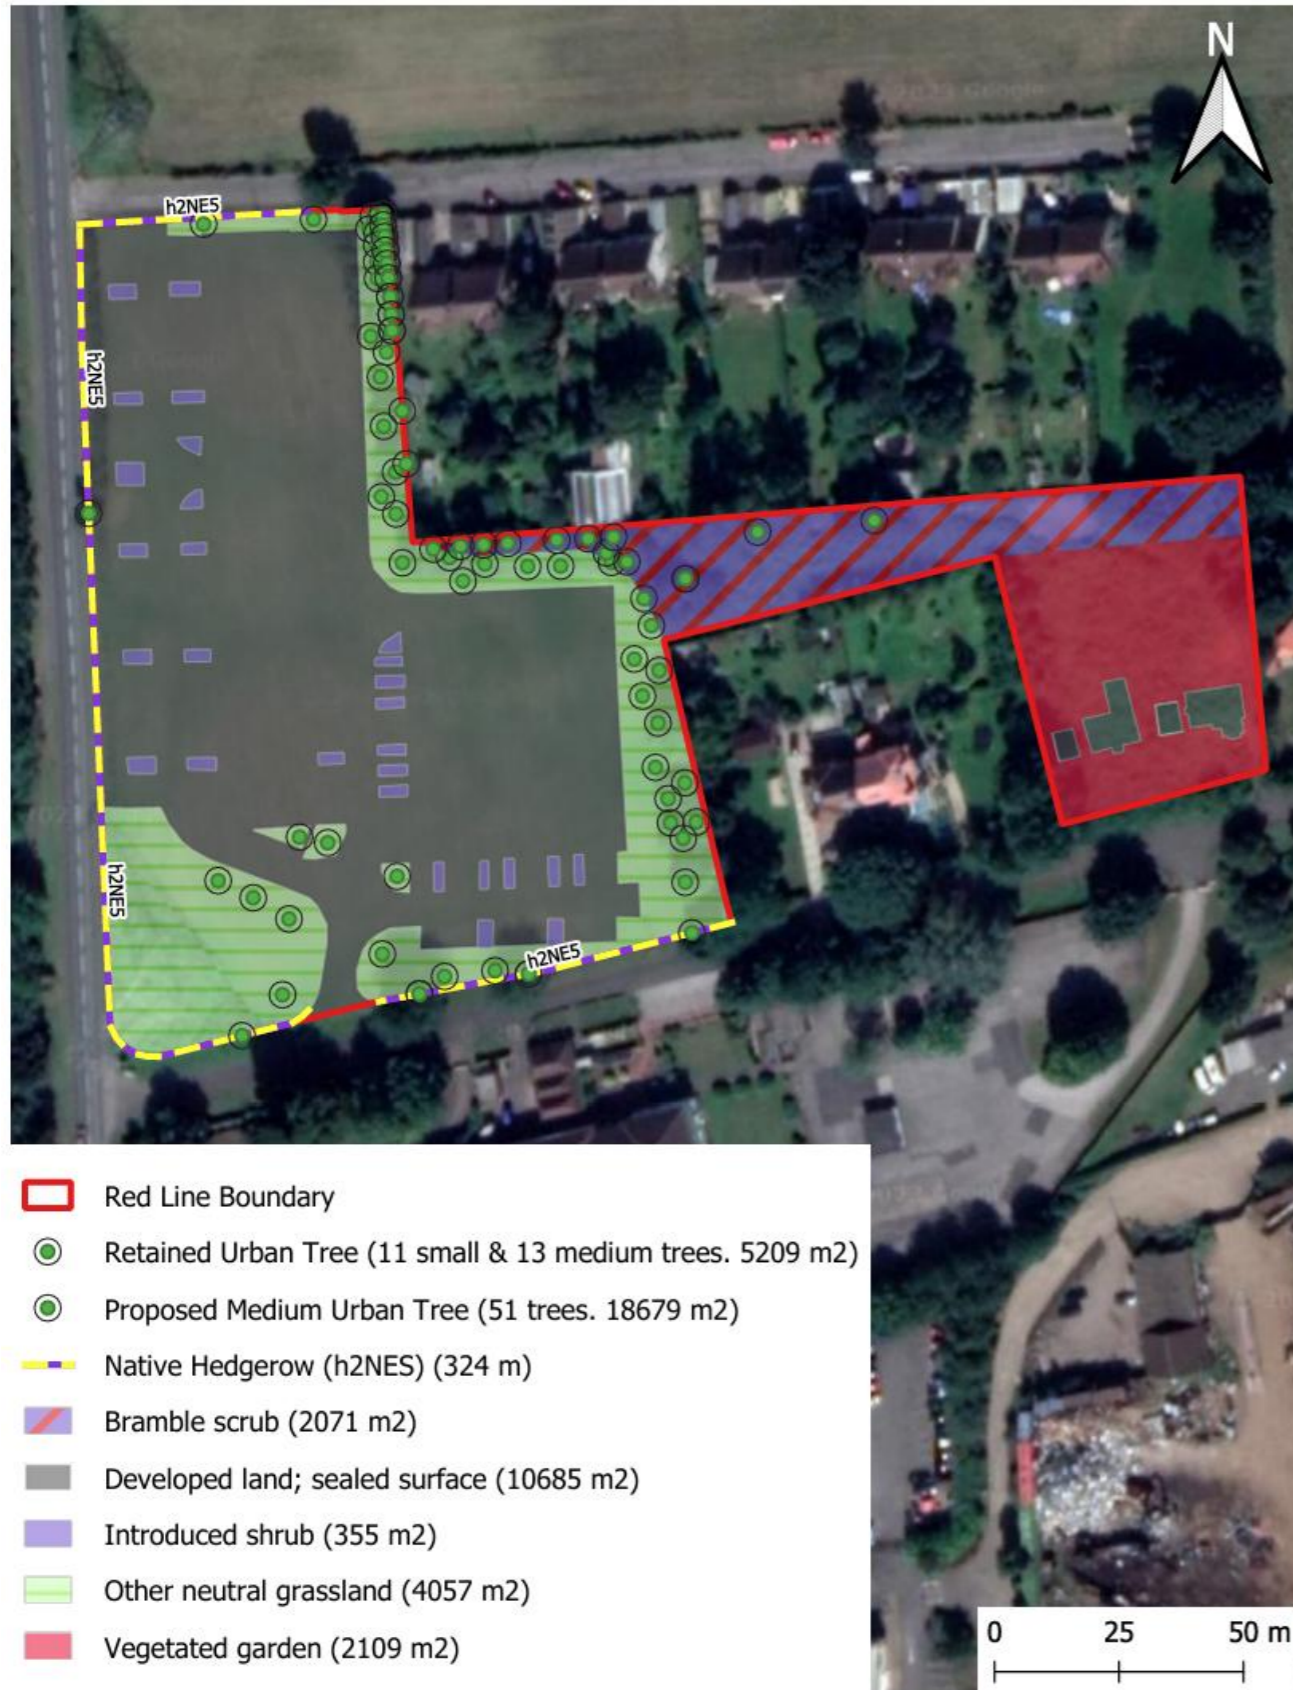 N
h2NE5
h2NE5
h2NE5
h2NE5
Red Line Boundary
Retained Urban Tree (11 small & 13 medium trees. 5209 m2)
Proposed Medium Urban Tree (51 trees. 18679 m2)
Native Hedgerow (h2NES) (324 m)
Bramble scrub (2071 m2)
Developed land; sealed surface (10685 m2)
Introduced shrub (355 m2)
Other neutral grassland (4057 m2)
Vegetated garden (2109 m2)
0 25 50 m